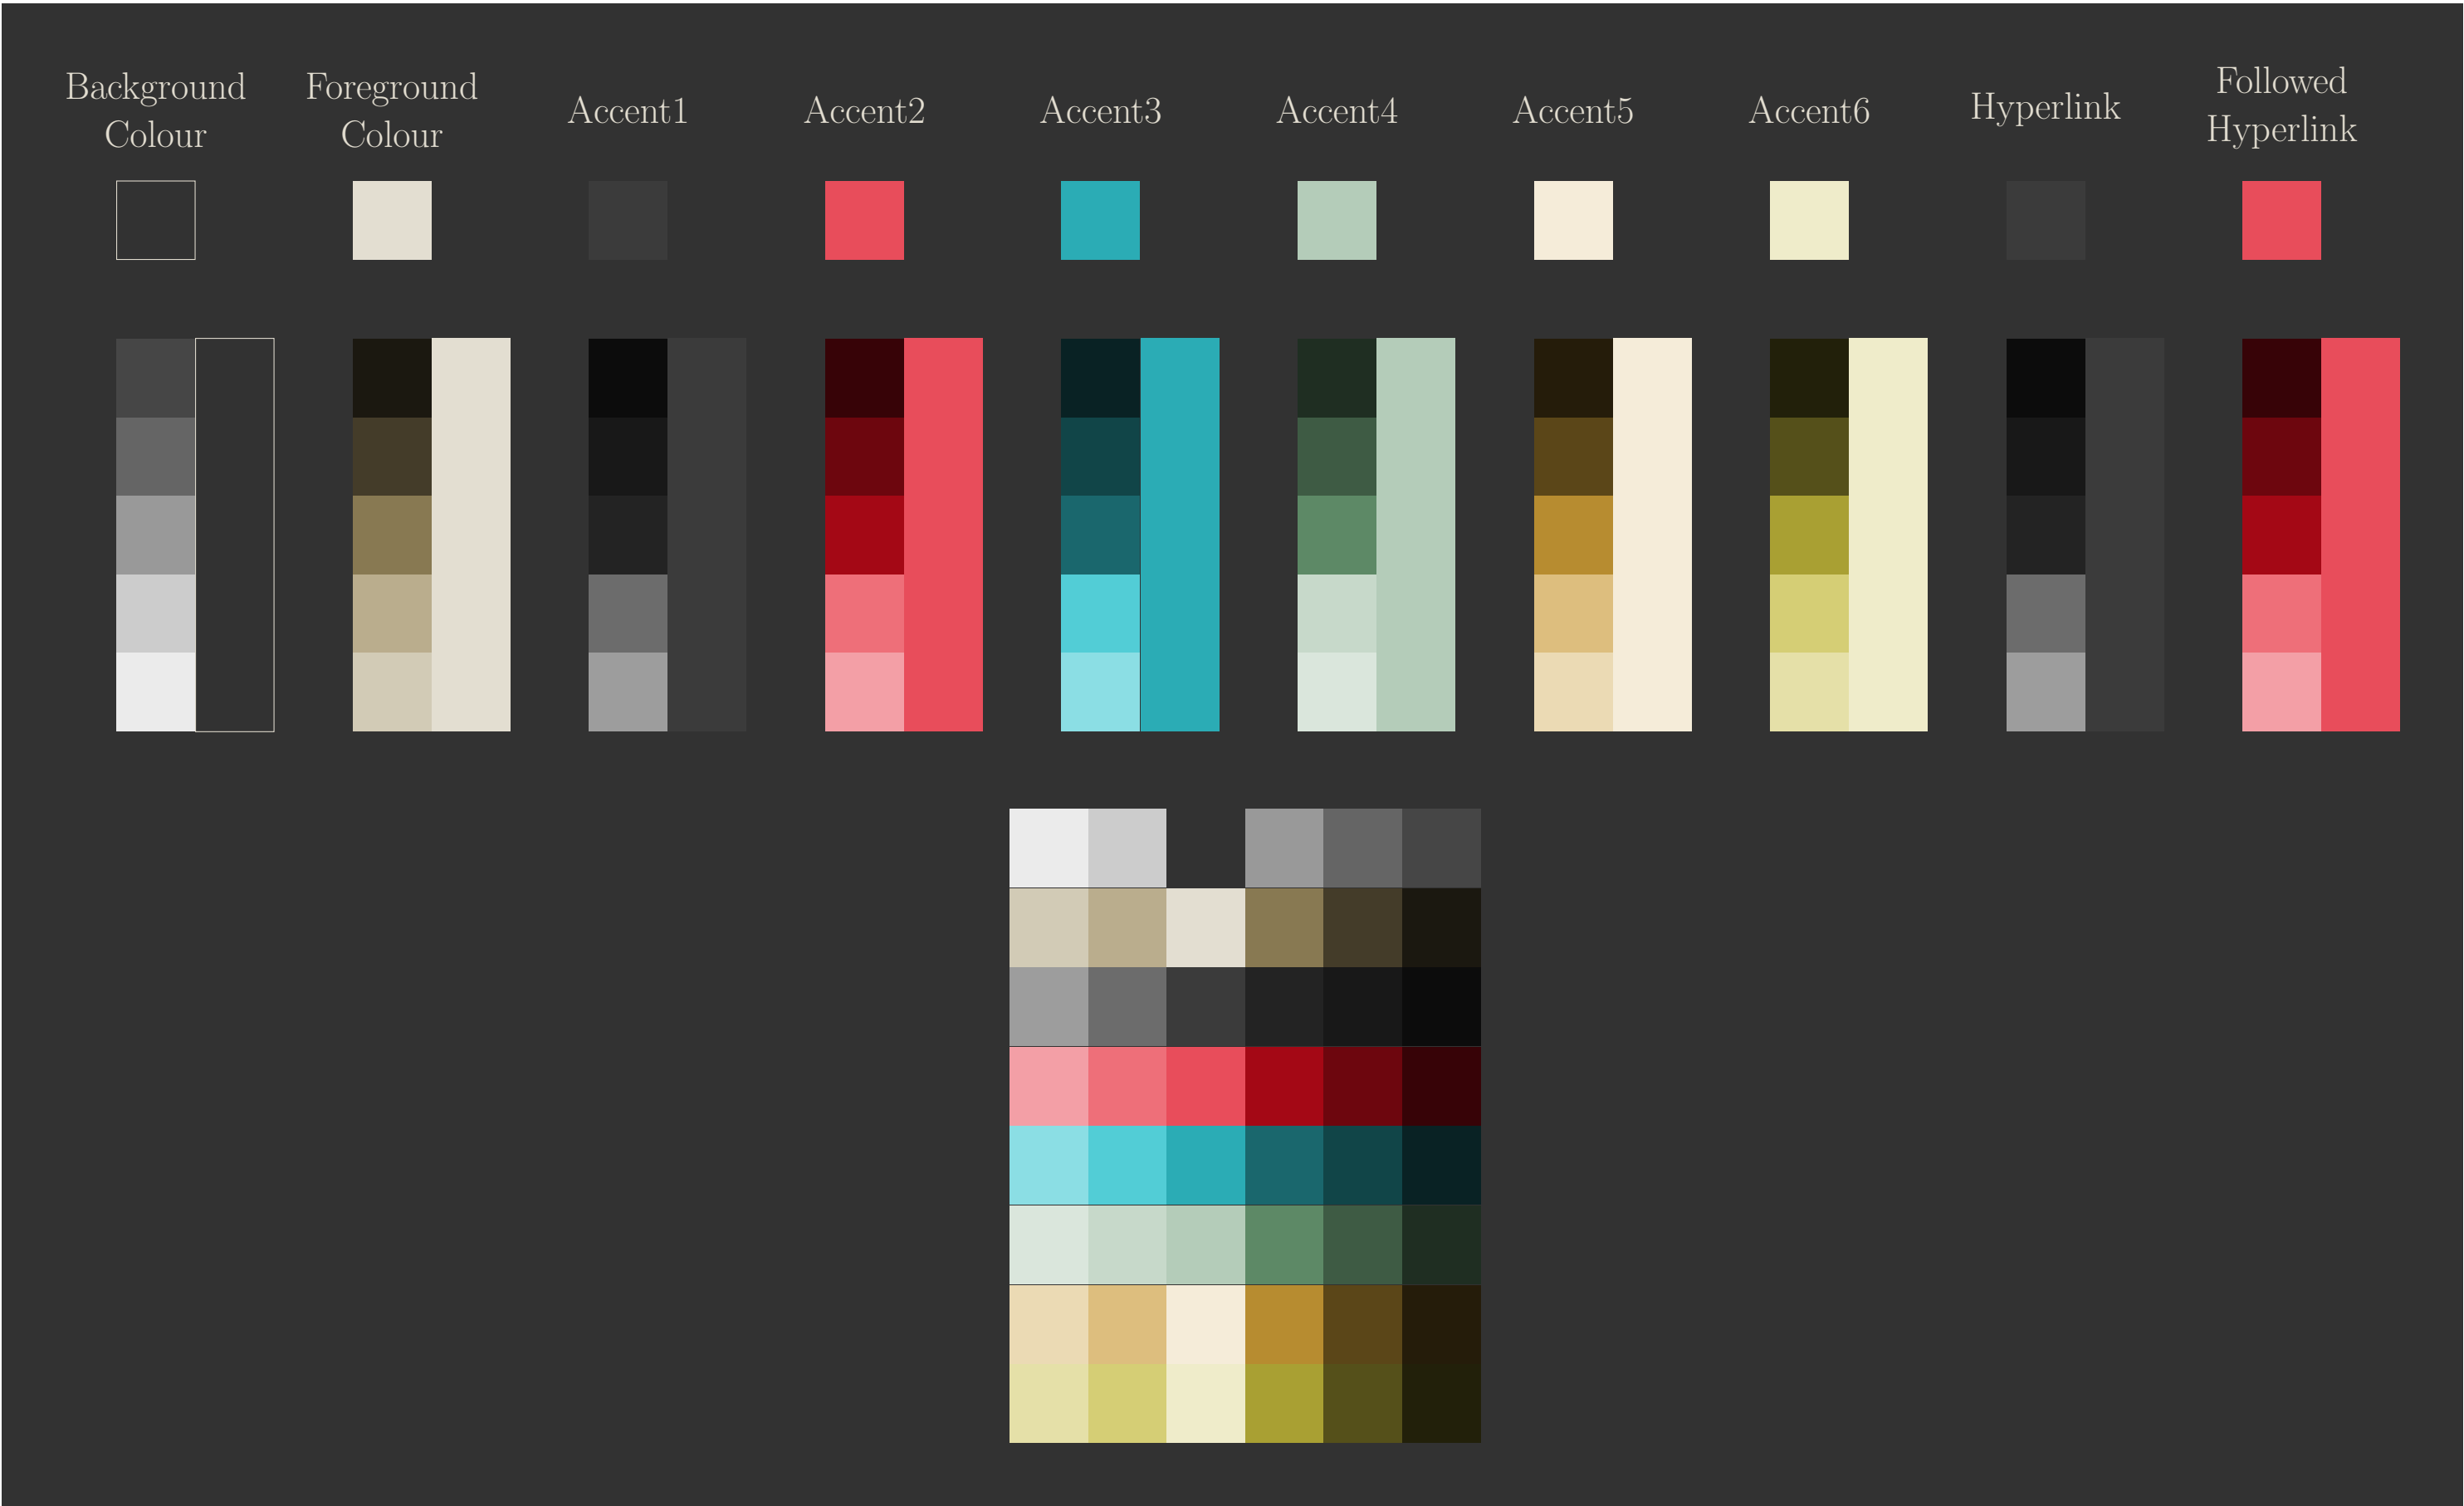 Background
Colour
Foreground
Colour
Accent1
Accent2
Accent3
Accent4
Accent5
Accent6
Hyperlink
Followed
Hyperlink